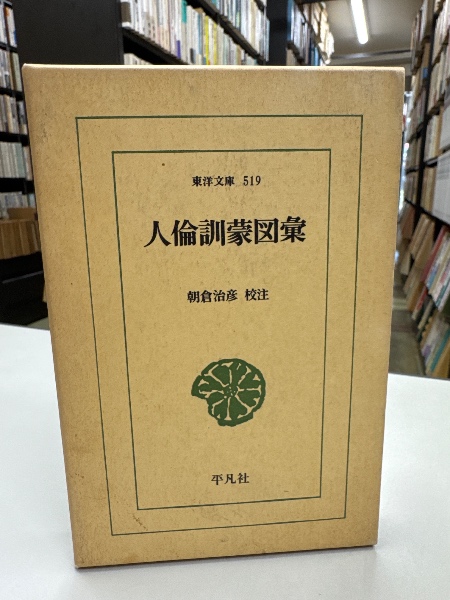 東洋文庫 519
人倫訓蒙図彙
朝倉治彦 校注
平凡社